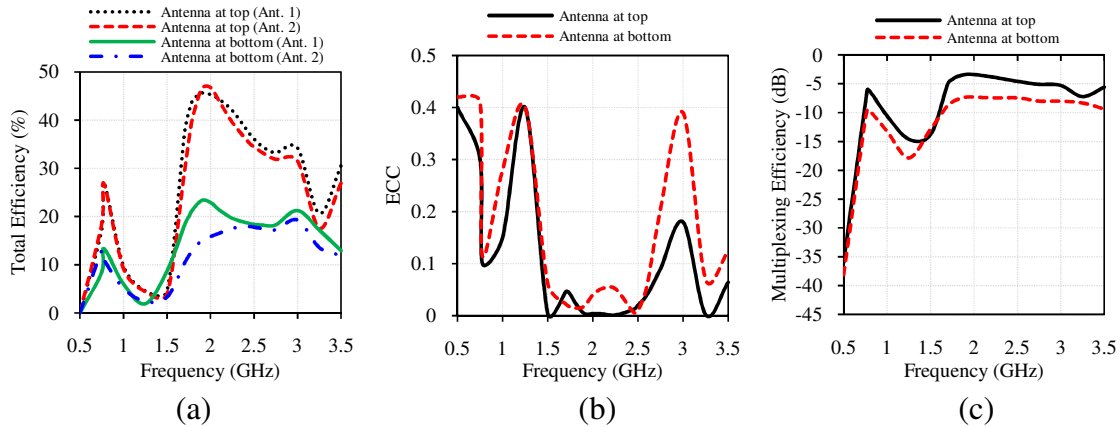 (a)
Antenna at top (Ant. 1)
Antenna at top (Ant. 2)
Antenna at bottom (Ant. 1)
Antenna at bottom (Ant. 2)
Total Efficiency (%)
50
40
30
20
10
0
0.5 1 1.5 2 2.5 3 3.5
Frequency (GHz)
(a)
Antenna at top
Antenna at bottom
ECC
0.5
0.4
0.3
0.2
0.1
0
0.5 1 1.5 2 2.5 3 3.5
Frequency (GHz)
(b)
Antenna at top
Antenna at bottom
Multiplexing Efficiency (dB)
0
-5
-10
-15
-20
-25
-30
-35
-40
-45
0.5 1 1.5 2 2.5 3 3.5
Frequency (GHz)
(c)